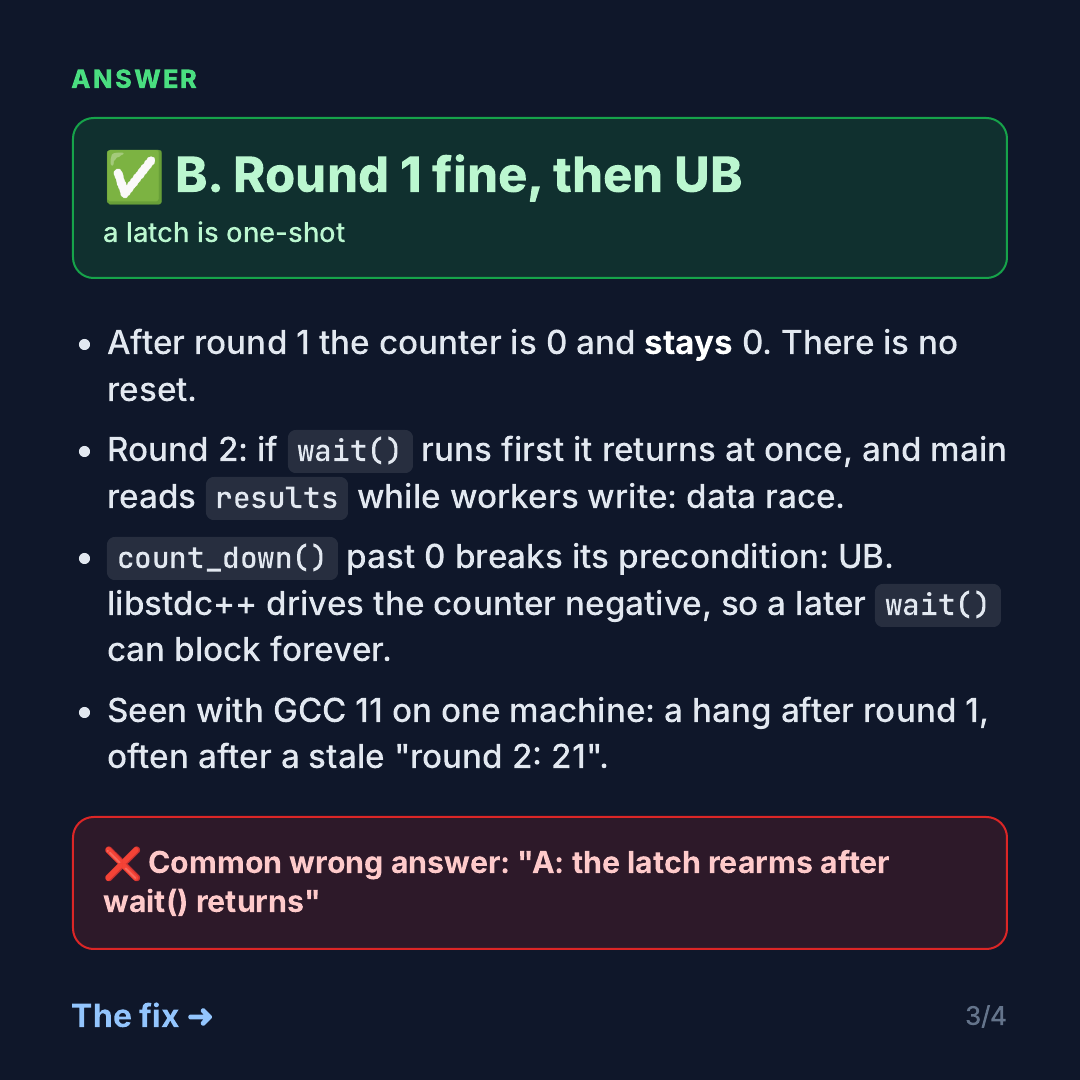 ANSWER
✅ B. Round 1 fine, then UB
a latch is one-shot
• After round 1 the counter is 0 and stays 0. There is no
reset.
• Round 2: if wait() runs first it returns at once, and main
reads results while workers write: data race.
• count_down() past 0 breaks its precondition: UB.
libstdc++ drives the counter negative, so a later wait()
can block forever.
• Seen with GCC 11 on one machine: a hang after round 1,
often after a stale "round 2: 21".
❌ Common wrong answer: "A: the latch rearms after
wait() returns"
The fix ➜
3/4